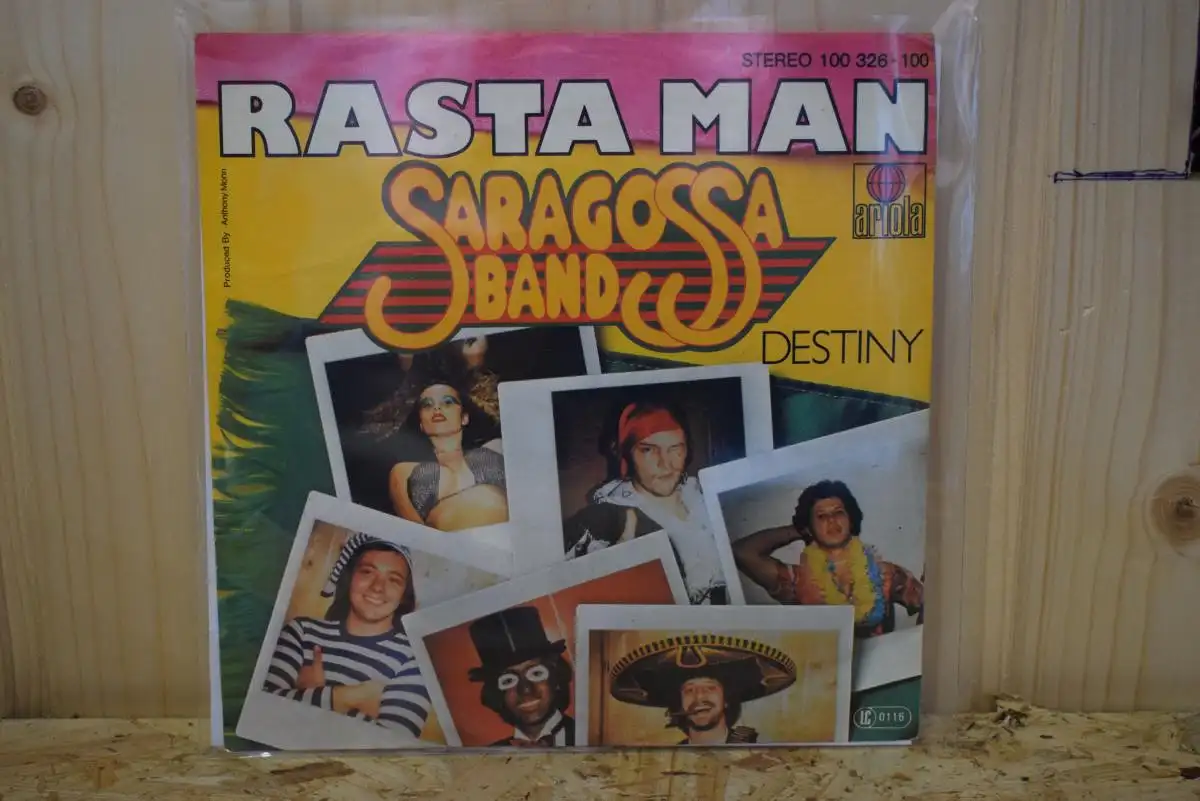 STEREO 100 326-100
RASTA MAN
SARAGOSSA
BAND
ariola
Produced By Anthony Monn
DESTINY
LC 0116